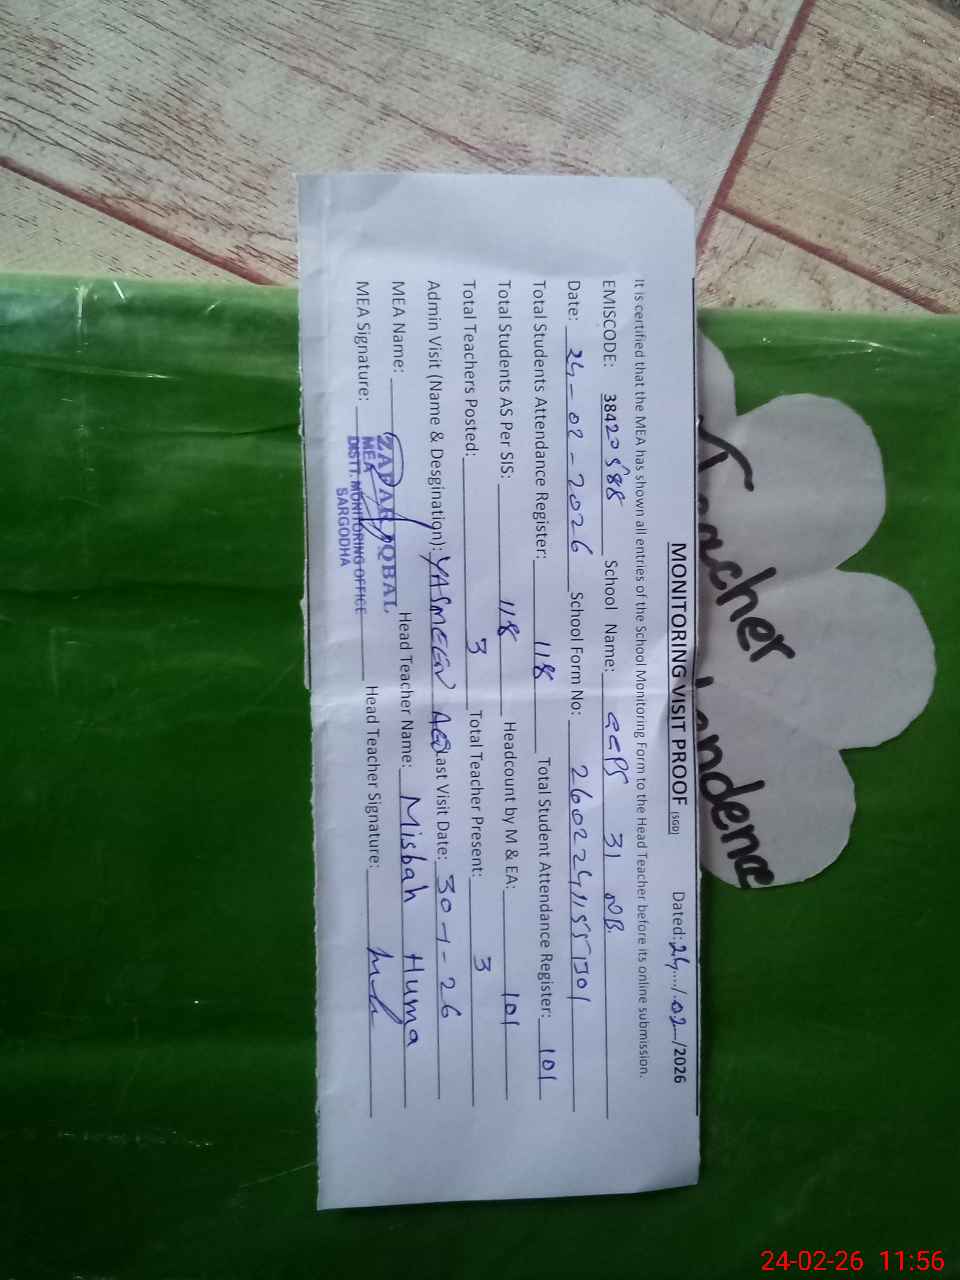 MONITORING VISIT PROOF (SGD) Dated: 24/02/2026
It is certified that the MEA has shown all entries of the School Monitoring Form to the Head Teacher before its online submission.
EMISCODE: 38420588 School Name: GGPS 31 NB.
Date: 24-02-2026 School Form No:
Total Students Attendance Register: 118 Total Student Attendance Register: 101
Total Students AS Per SIS: 118 Headcount by M & EA: 101
Total Teachers Posted: 3 Total Teacher Present: 3
Admin Visit (Name & Desgination): YASMEEN AEO Last Visit Date: 30-1-26
MEA Name: ZAFAR IQBAL Head Teacher Name: Misbah Huma
MEA Signature: Head Teacher Signature:
MEA
DISTT. MONITORING OFFICE
SARGODHA
Teacher
24-02-26 11:56